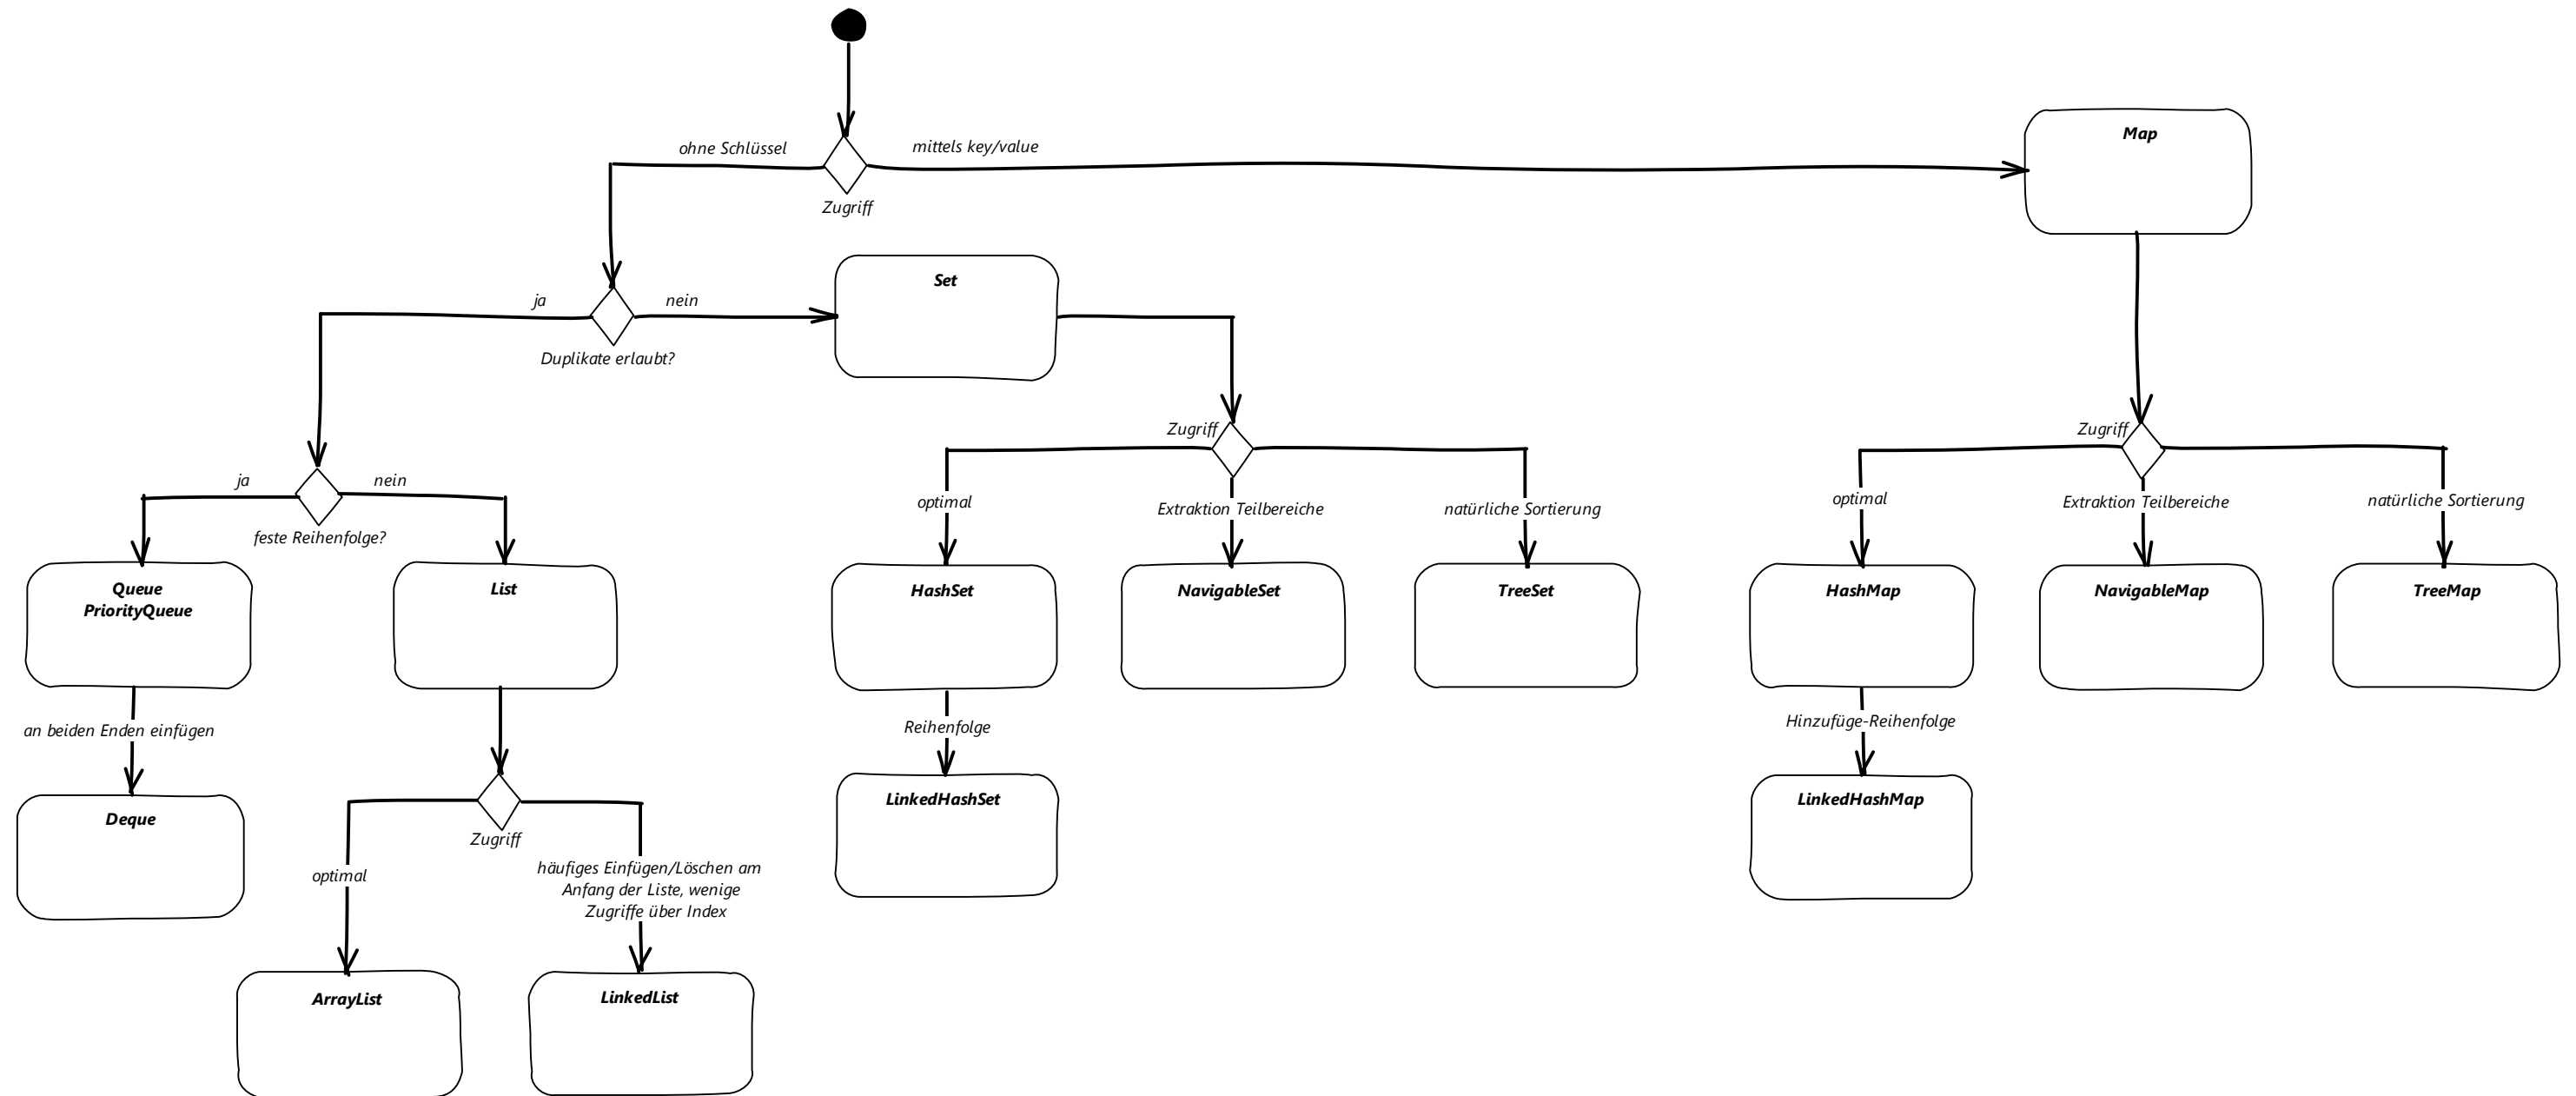 Map
ohne Schlüssel
mittels key/value
Zugriff
Set
ja
nein
Duplikate erlaubt?
Zugriff
Zugriff
ja
nein
feste Reihenfolge?
optimal
Extraktion Teilbereiche
natürliche Sortierung
optimal
Extraktion Teilbereiche
natürliche Sortierung
Queue
PriorityQueue
List
HashSet
NavigableSet
TreeSet
HashMap
NavigableMap
TreeMap
an beiden Enden einfügen
Reihenfolge
Hinzufüge-Reihenfolge
Deque
Zugriff
LinkedHashSet
LinkedHashMap
optimal
häufiges Einfügen/Löschen am
Anfang der Liste, wenige
Zugriffe über Index
ArrayList
LinkedList